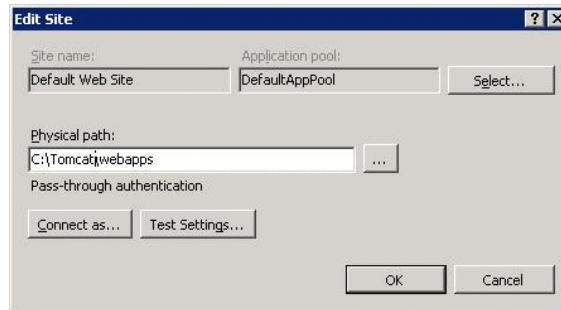 Edit Site
Site name: Application pool:
Default Web Site DefaultAppPool Select...
Physical path:
C:\Tomcat\webapps ...
Pass-through authentication
Connect as... Test Settings...
OK Cancel